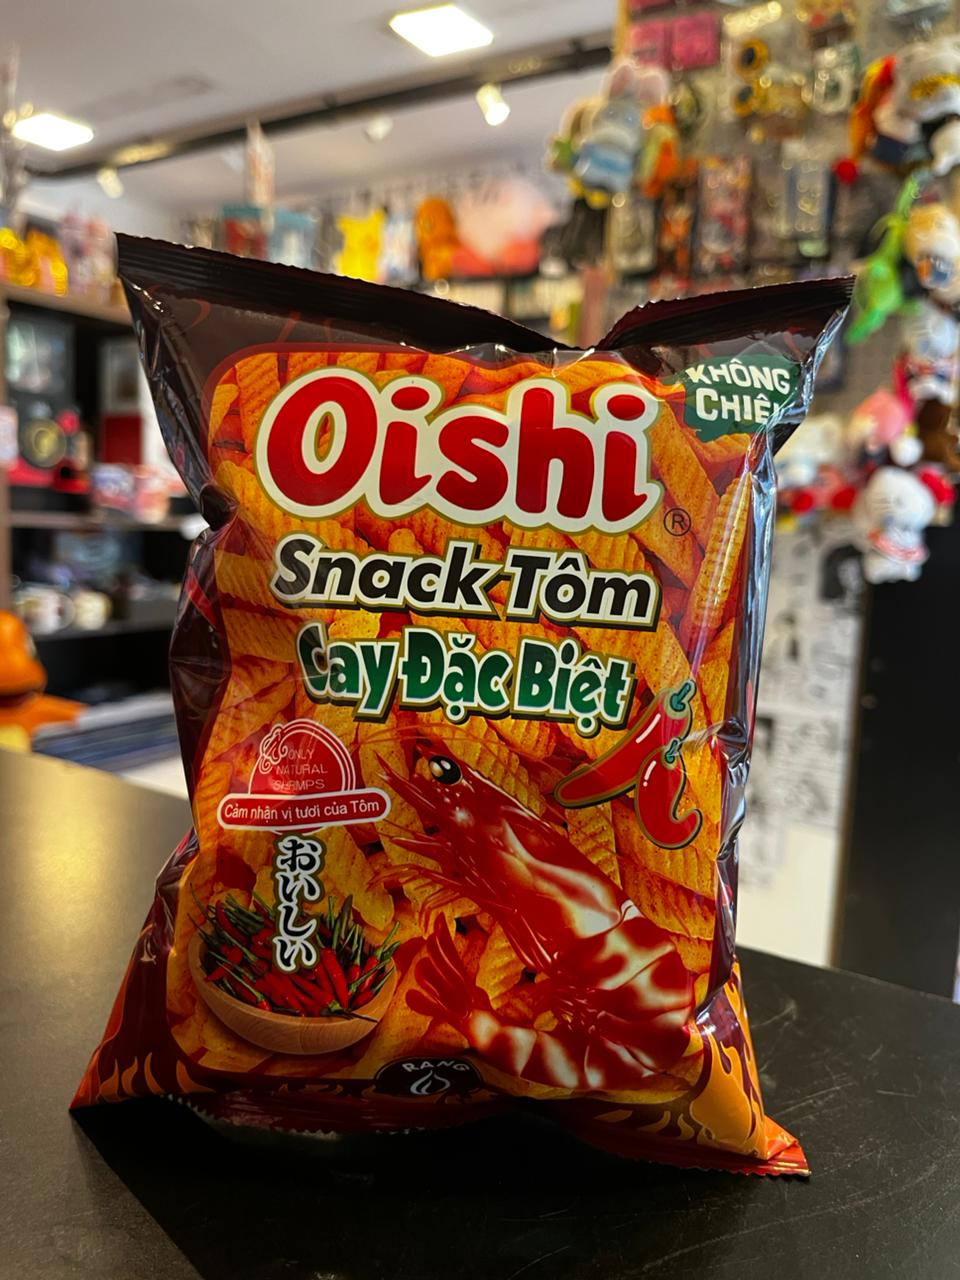 Oishi
®
KHÔNG
CHIÊN
Snack Tôm
Cay Đặc Biệt
ONLY
NATURAL
SHRIMPS
Cảm nhận vị tươi của Tôm
おいしい
RANG